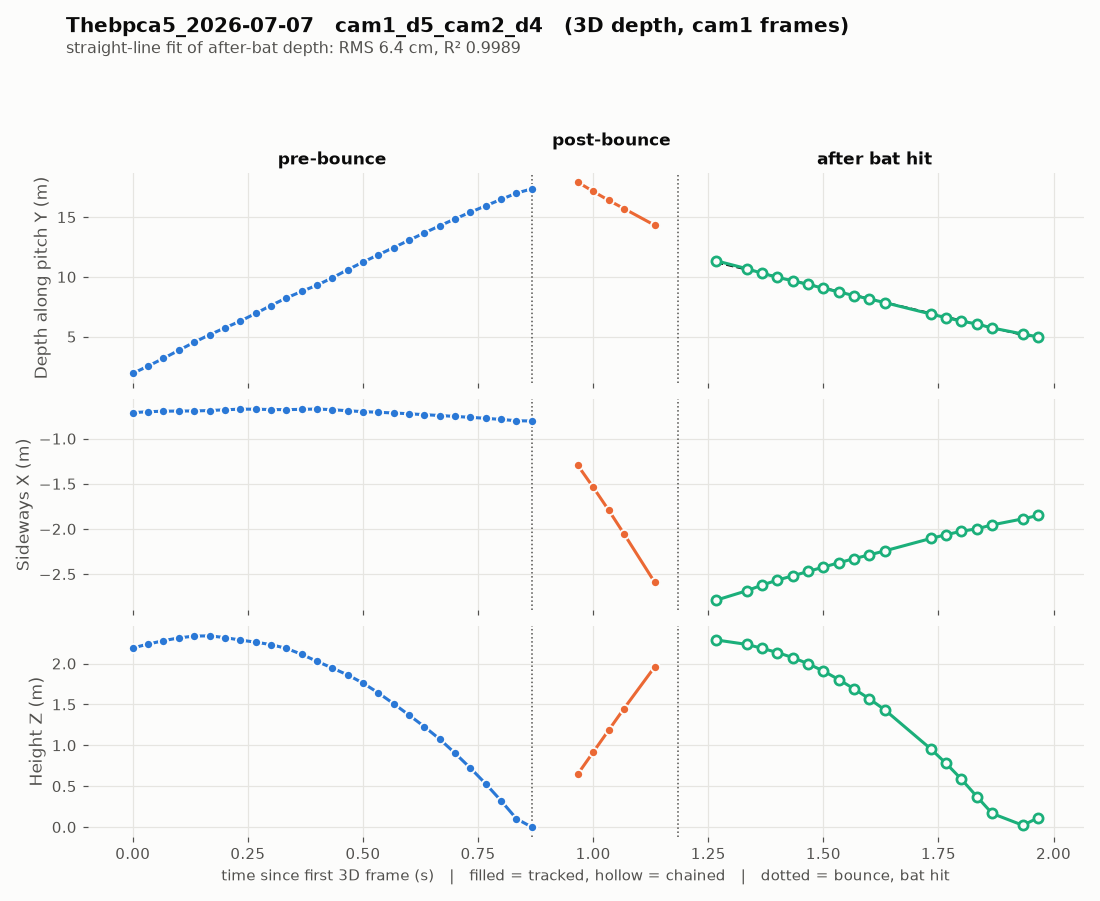 Thebpca5_2026-07-07 cam1_d5_cam2_d4 (3D depth, cam1 frames)
straight-line fit of after-bat depth: RMS 6.4 cm, R² 0.9989
pre-bounce
post-bounce
after bat hit
Depth along pitch Y (m)
15
10
5
Sideways X (m)
−1.0
−1.5
−2.0
−2.5
Height Z (m)
2.0
1.5
1.0
0.5
0.0
0.00 0.25 0.50 0.75 1.00 1.25 1.50 1.75 2.00
time since first 3D frame (s) | filled = tracked, hollow = chained | dotted = bounce, bat hit